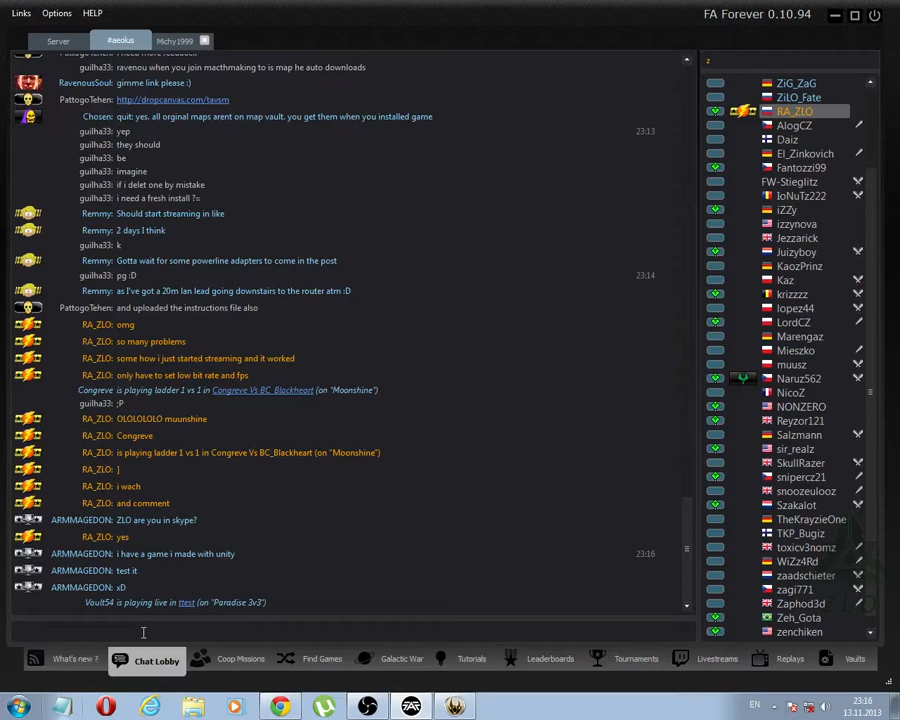 Links Options HELP
FA Forever 0.10.94
Server #aeolus Michy1999
guilha33: ravenou when you join macthmaking to is map he auto downloads
RavenousSoul: gimme link please :)
PattogoTehen: http://dropcanvas.com/tavsm
Chosen: quit: yes. all orginal maps arent on map vault. you get them when you installed game
guilha33: yep 23:13
guilha33: they should
guilha33: be
guilha33: imagine
guilha33: if i delet one by mistake
guilha33: i need a fresh install ?=
Remmy: Should start streaming in like
Remmy: 2 days I think
guilha33: k
Remmy: Gotta wait for some powerline adapters to come in the post
guilha33: pg :D 23:14
Remmy: as I've got a 20m lan lead going downstairs to the router atm :D
PattogoTehen: and uploaded the instructions file also
RA_ZLO: omg
RA_ZLO: so many problems
RA_ZLO: some how i just started streaming and it worked
RA_ZLO: only have to set low bit rate and fps
Congreve is playing ladder 1 vs 1 in Congreve Vs BC_Blackheart (on "Moonshine")
guilha33: ;P
RA_ZLO: OLOLOLOLO muunshine
RA_ZLO: Congreve
RA_ZLO: is playing ladder 1 vs 1 in Congreve Vs BC_Blackheart (on "Moonshine")
RA_ZLO: ]
RA_ZLO: i wach
RA_ZLO: and comment
ARMMAGEDON: ZLO are you in skype?
RA_ZLO: yes
ARMMAGEDON: i have a game i made with unity 23:16
ARMMAGEDON: test it
ARMMAGEDON: xD
Vault54 is playing live in ttest (on "Paradise 3v3")
z
ZiG_ZaG
ZiLO_Fate
RA_ZLO
AlogCZ
Daiz
El_Zinkovich
Fantozzi99
FW-Stieglitz
IoNuTz222
iZZy
izzynova
Jezzarick
Juizyboy
KaozPrinz
Kaz
krizzzz
lopez44
LordCZ
Marengaz
Mieszko
muusz
Naruz562
NicoZ
NONZERO
Reyzor121
Salzmann
sir_realz
SkullRazer
snipercz21
snoozeulooz
Szakalot
TheKrayzieOne
TKP_Bugiz
toxicv3nomz
WiZz4Rd
zaadschieter
zagi771
Zaphod3d
Zeh_Gota
zenchiken
What's new ? Chat Lobby Coop Missions Find Games Galactic War Tutorials Leaderboards Tournaments Livestreams Replays Vaults
EN 23:16
13.11.2013